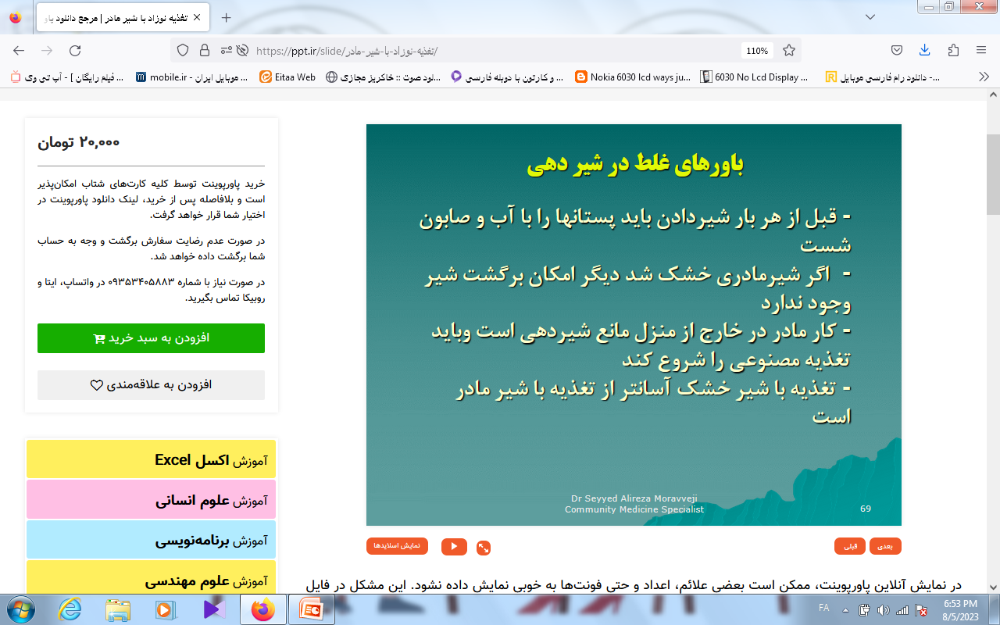 تغذیه نوزاد با شیر مادر | مرجع دانلود پاو
https://ppt.ir/slide/تغذیه-نوزاد-با-شیر-مادر/
110%
فیلم رایگان ] - آپ تی وی ...
mobile.ir - موبایل ایران ...
Eitaa Web
...لود صوت :: خاکریز مجازی
و کارتون با دوبله فارسی ...
Nokia 6030 lcd ways ju...
6030 No Lcd Display ...
- دانلود رام فارسی موبایل ...
۲۰,۰۰۰ تومان
خرید پاورپوینت توسط کلیه کارت‌های شتاب امکان‌پذیر
است و بلافاصله پس از خرید، لینک دانلود پاورپوینت در
اختیار شما قرار خواهد گرفت.
در صورت عدم رضایت سفارش برگشت و وجه به حساب
شما برگشت داده خواهد شد.
در صورت نیاز با شماره ۰۹۳۵۳۴۰۵۸۸۳ در واتساپ، ایتا و
روبیکا تماس بگیرید.
افزودن به سبد خرید
افزودن به علاقه‌مندی
آموزش اکسل Excel
آموزش علوم انسانی
آموزش برنامه‌نویسی
آموزش علوم مهندسی
باورهای غلط در شیر دهی
- قبل از هر بار شیردادن باید پستانها را با آب و صابون
شست
- اگر شیرمادری خشک شد دیگر امکان برگشت شیر
وجود ندارد
- کار مادر در خارج از منزل مانع شیردهی است وباید
تغذیه مصنوعی را شروع کند
- تغذیه با شیر خشک آسانتر از تغذیه با شیر مادر
است
Dr Seyyed Alireza Moravveji
Community Medicine Specialist
69
نمایش اسلایدها
قبلی
بعدی
در نمایش آنلاین پاورپوینت، ممکن است بعضی علائم، اعداد و حتی فونت‌ها به خوبی نمایش داده نشود. این مشکل در فایل
FA
6:53 PM
8/5/2023